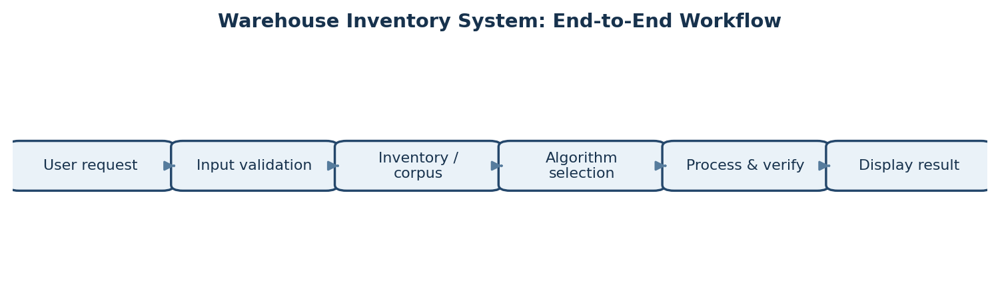 Warehouse Inventory System: End-to-End Workflow
User request
Input validation
Inventory /
corpus
Algorithm
selection
Process & verify
Display result